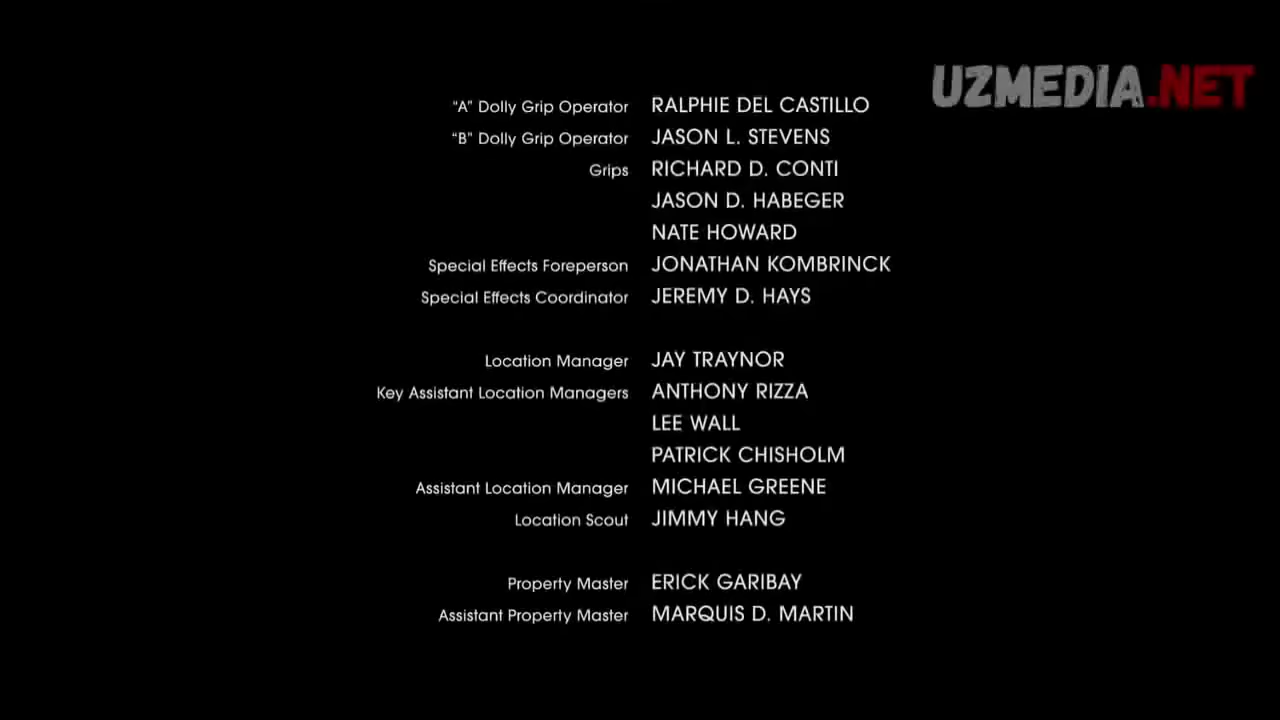 UZMEDIA.NET
"A" Dolly Grip Operator RALPHIE DEL CASTILLO
"B" Dolly Grip Operator JASON L. STEVENS
Grips RICHARD D. CONTI
JASON D. HABEGER
NATE HOWARD
Special Effects Foreperson JONATHAN KOMBRINCK
Special Effects Coordinator JEREMY D. HAYS
Location Manager JAY TRAYNOR
Key Assistant Location Managers ANTHONY RIZZA
LEE WALL
PATRICK CHISHOLM
Assistant Location Manager MICHAEL GREENE
Location Scout JIMMY HANG
Property Master ERICK GARIBAY
Assistant Property Master MARQUIS D. MARTIN